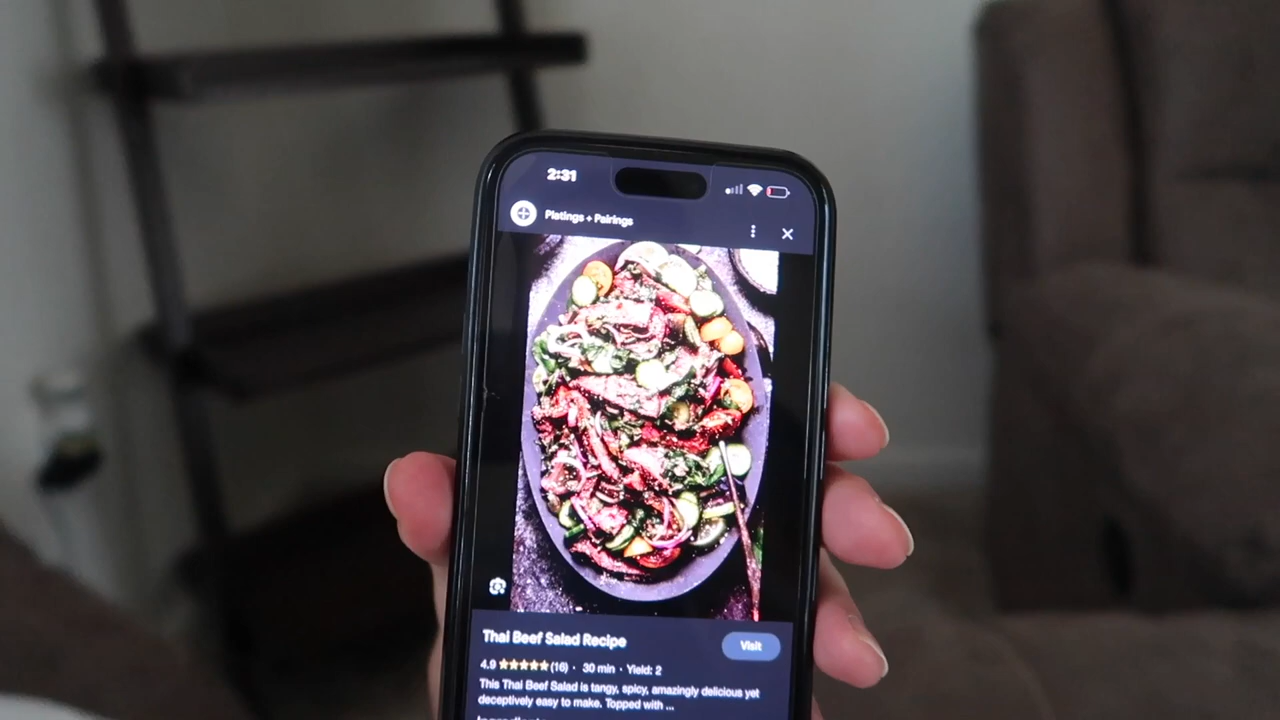 2:31
Platings + Pairings
Thai Beef Salad Recipe
Visit
4.9 ★★★★★ (16) · 30 min · Yield: 2
This Thai Beef Salad is tangy, spicy, amazingly delicious yet
deceptively easy to make. Topped with ...